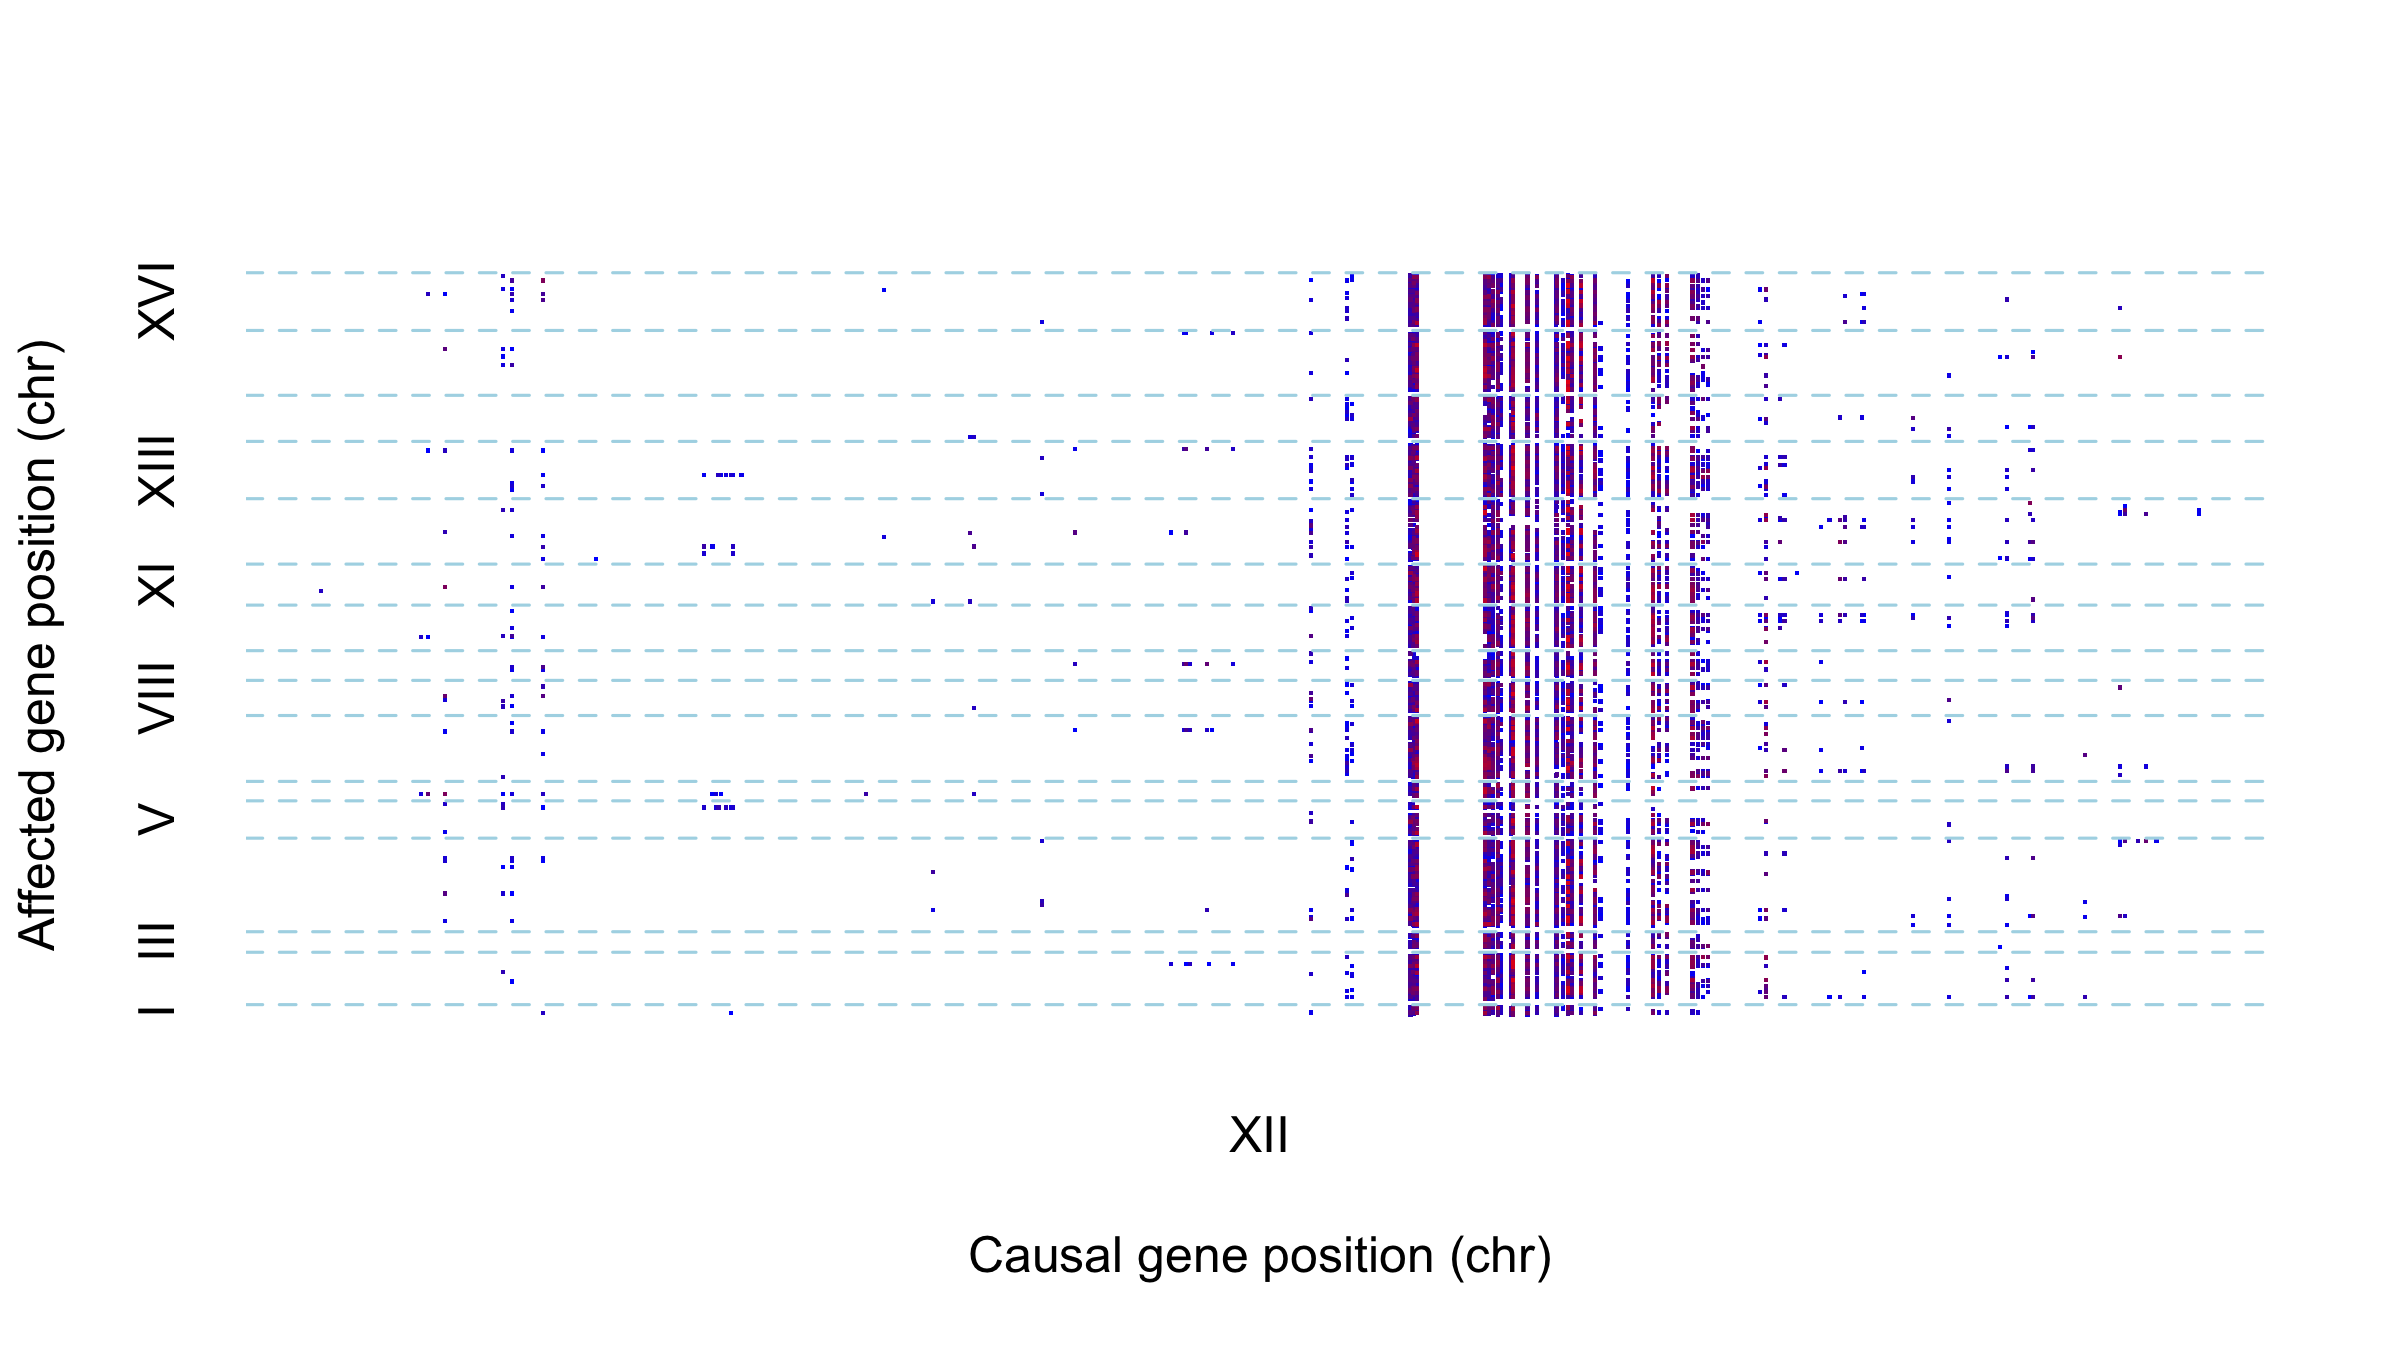 Affected gene position (chr)
XVI
XIII
XI
VIII
V
III
I
XII
Causal gene position (chr)